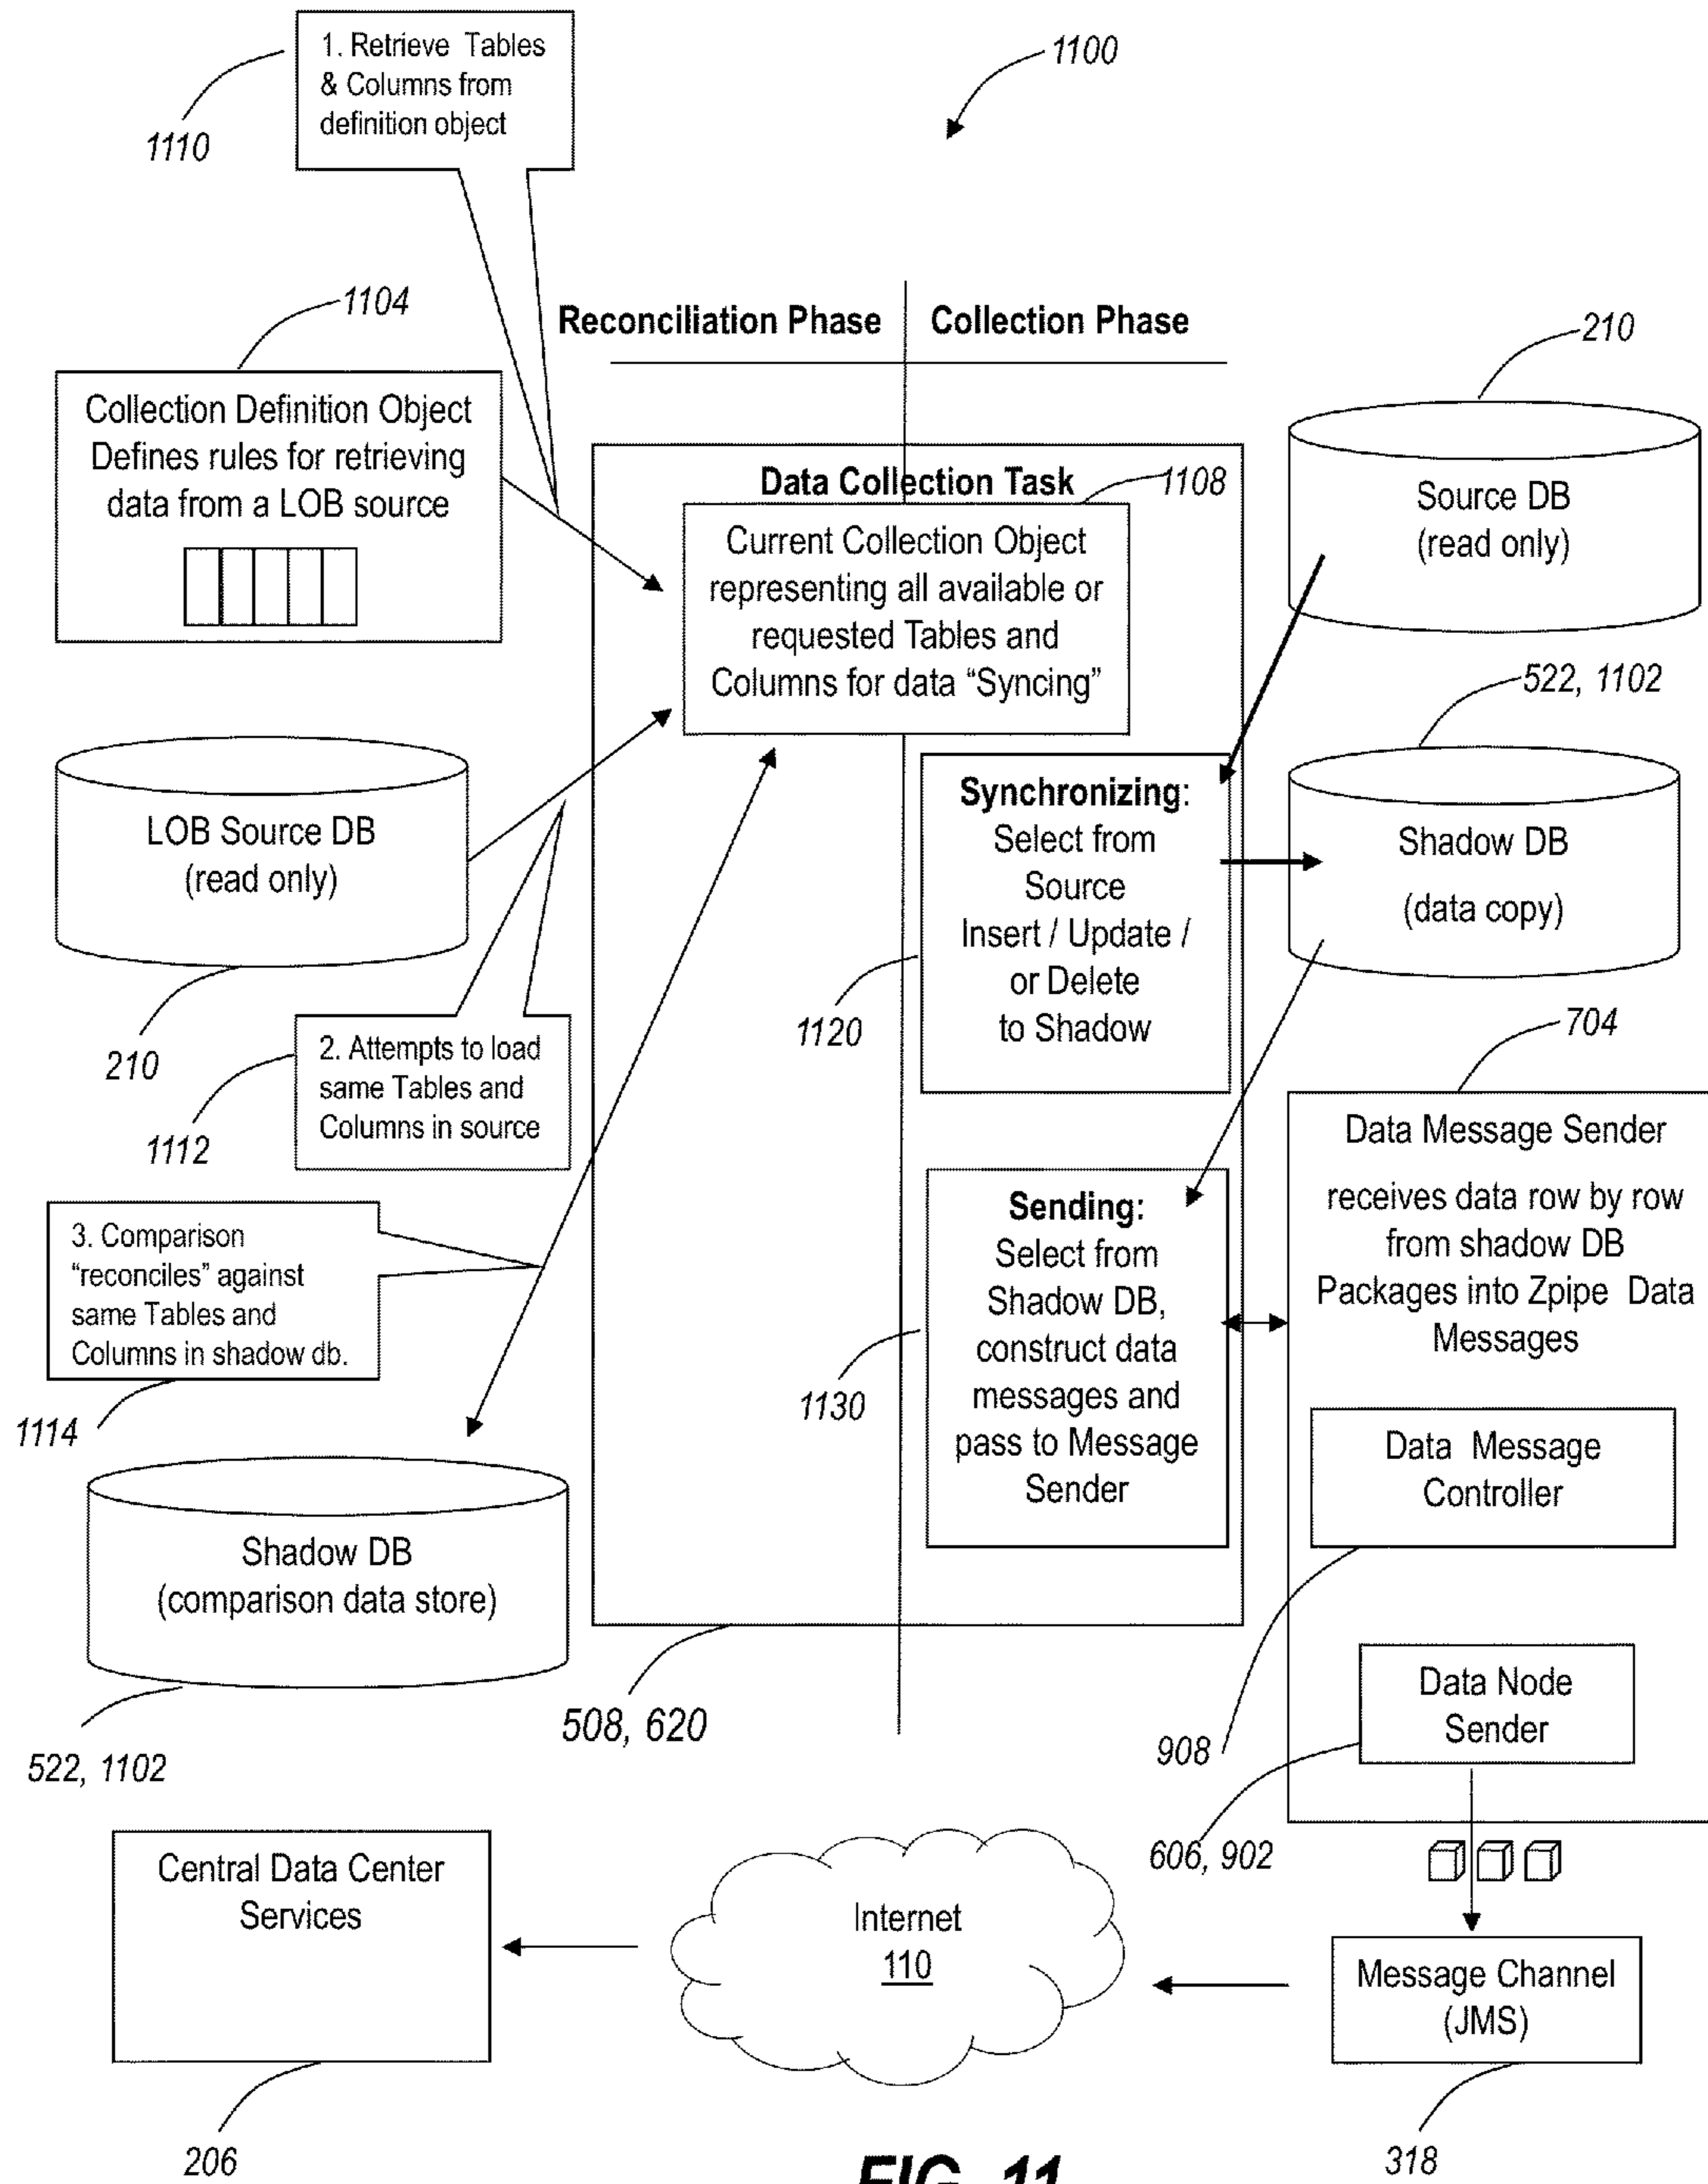 1. Retrieve Tables
& Columns from
definition object
1110
1100
1104
Reconciliation Phase
Collection Phase
210
Collection Definition Object
Defines rules for retrieving
data from a LOB source
Data Collection Task
1108
Current Collection Object
representing all available or
requested Tables and
Columns for data “Syncing”
Source DB
(read only)
522, 1102
LOB Source DB
(read only)
210
Synchronizing:
Select from
Source
Insert / Update /
or Delete
to Shadow
1120
Shadow DB
(data copy)
2. Attempts to load
same Tables and
Columns in source
1112
704
Data Message Sender
receives data row by row
from shadow DB
Packages into Zpipe Data
Messages
3. Comparison
“reconciles” against
same Tables and
Columns in shadow db.
1114
Sending:
Select from
Shadow DB,
construct data
messages and
pass to Message
Sender
1130
Data Message
Controller
Shadow DB
(comparison data store)
522, 1102
508, 620
908
Data Node
Sender
606, 902
Central Data Center
Services
206
Internet
110
Message Channel
(JMS)
318
FIG. 11